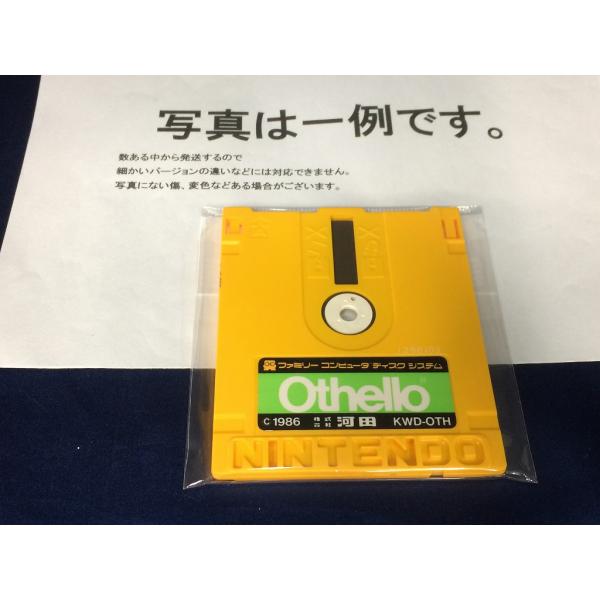 写真は一例です。
数ある中から発送するので
細かいバージョンの違いなどには対応できません。
写真にない傷、変色などある場合がございます。
ファミリー コンピュータ ディスク システム
Othello
C 1986 株式会社 河田 KWD-OTH
NINTENDO